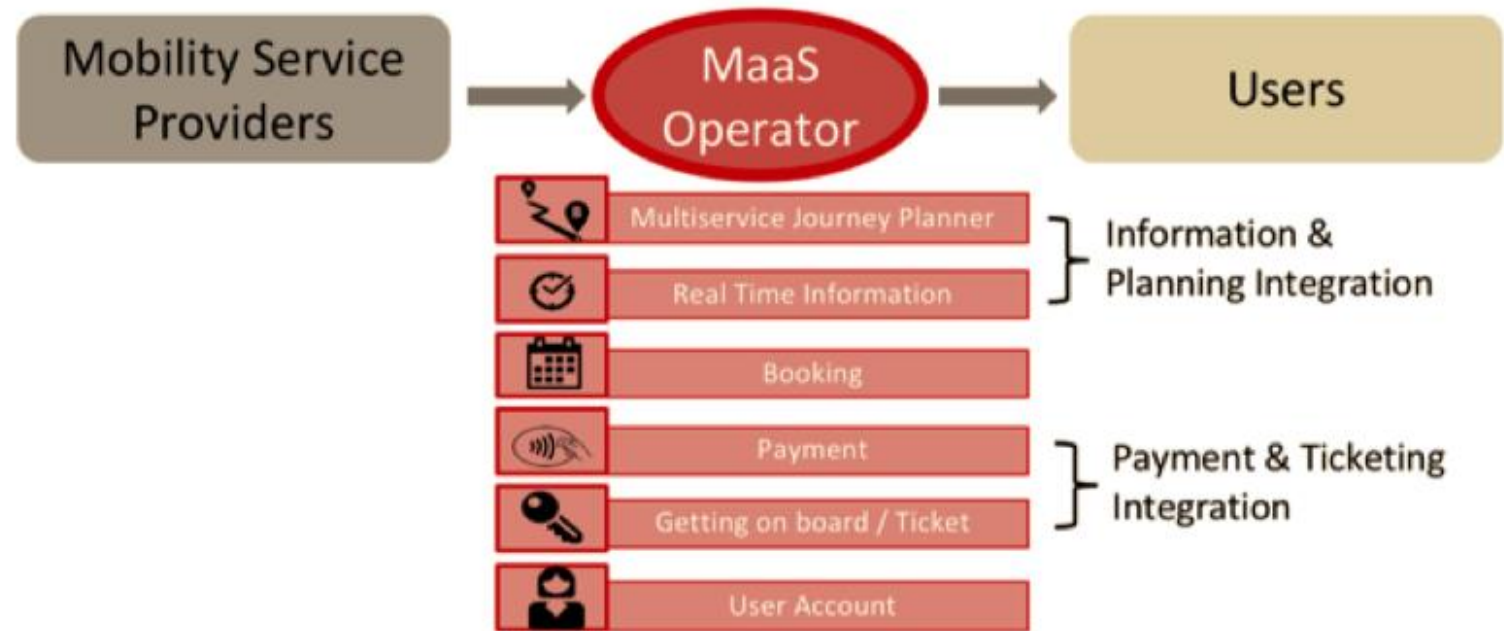 Mobility Service
Providers
MaaS
Operator
Users
Multiservice Journey Planner
Real Time Information
Booking
Payment
Getting on board / Ticket
User Account
Information &
Planning Integration
Payment & Ticketing
Integration